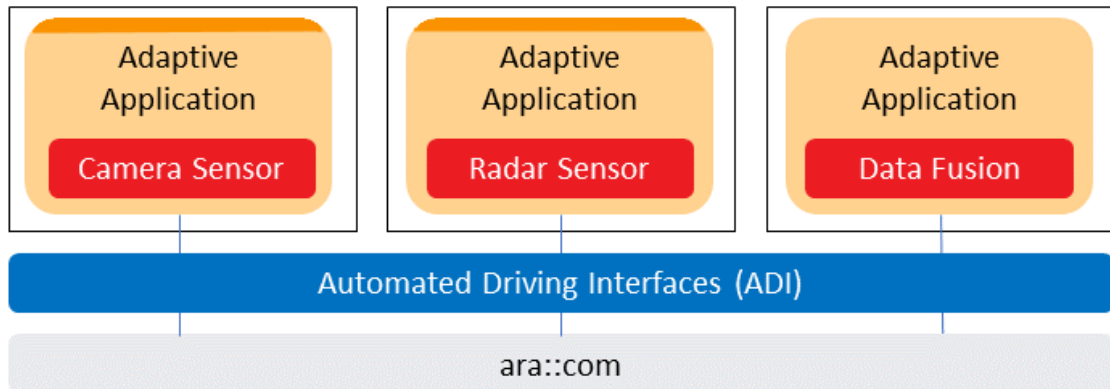 Adaptive
Application
Camera Sensor
Adaptive
Application
Radar Sensor
Adaptive
Application
Data Fusion
Automated Driving Interfaces (ADI)
ara::com